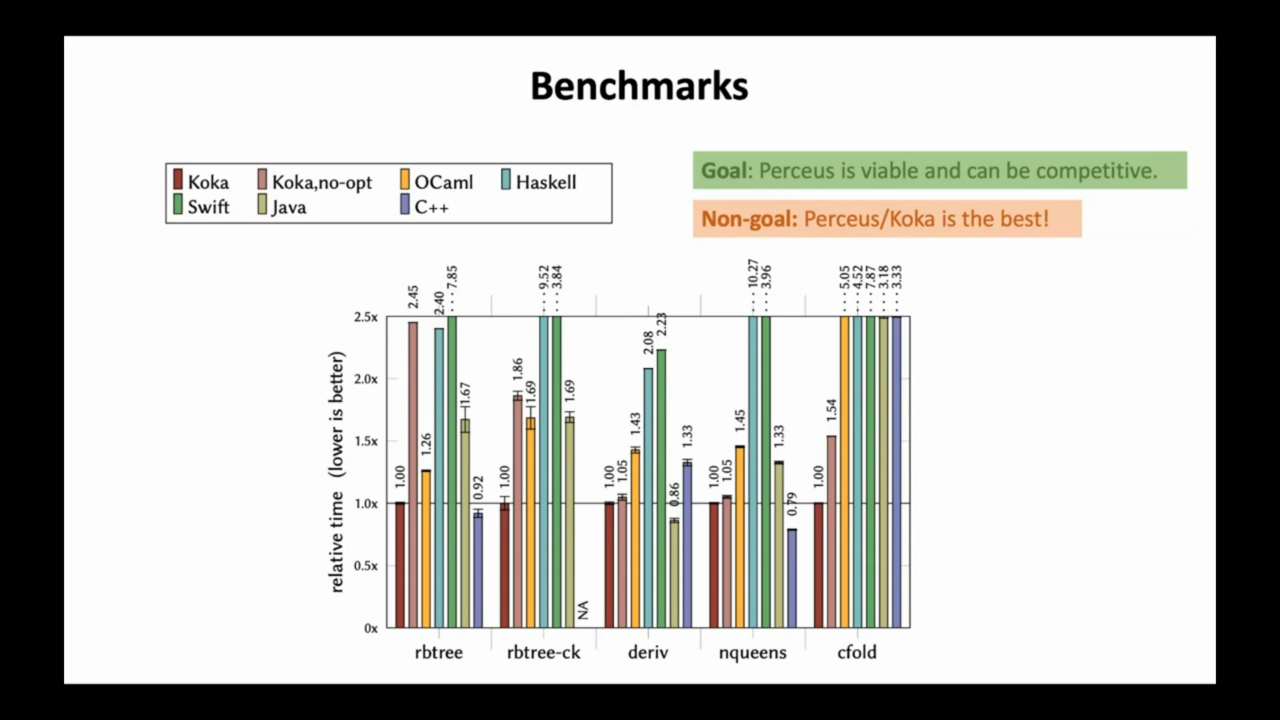 Benchmarks
Koka Koka,no-opt OCaml Haskell
Swift Java C++
Goal: Perceus is viable and can be competitive.
Non-goal: Perceus/Koka is the best!
relative time (lower is better)
2.5x
2.0x
1.5x
1.0x
0.5x
0x
1.00 2.45 1.26 2.40 ···7.85 1.67 0.92
1.00 1.86 1.69 ···9.52 ···3.84 1.69 NA
1.00 1.05 1.43 2.08 2.23 0.86 1.33
1.00 1.05 1.45 ···10.27 ···3.96 1.33 0.79
1.00 1.54 ···5.05 ···4.52 ···7.87 ···3.18 ···3.33
rbtree rbtree-ck deriv nqueens cfold